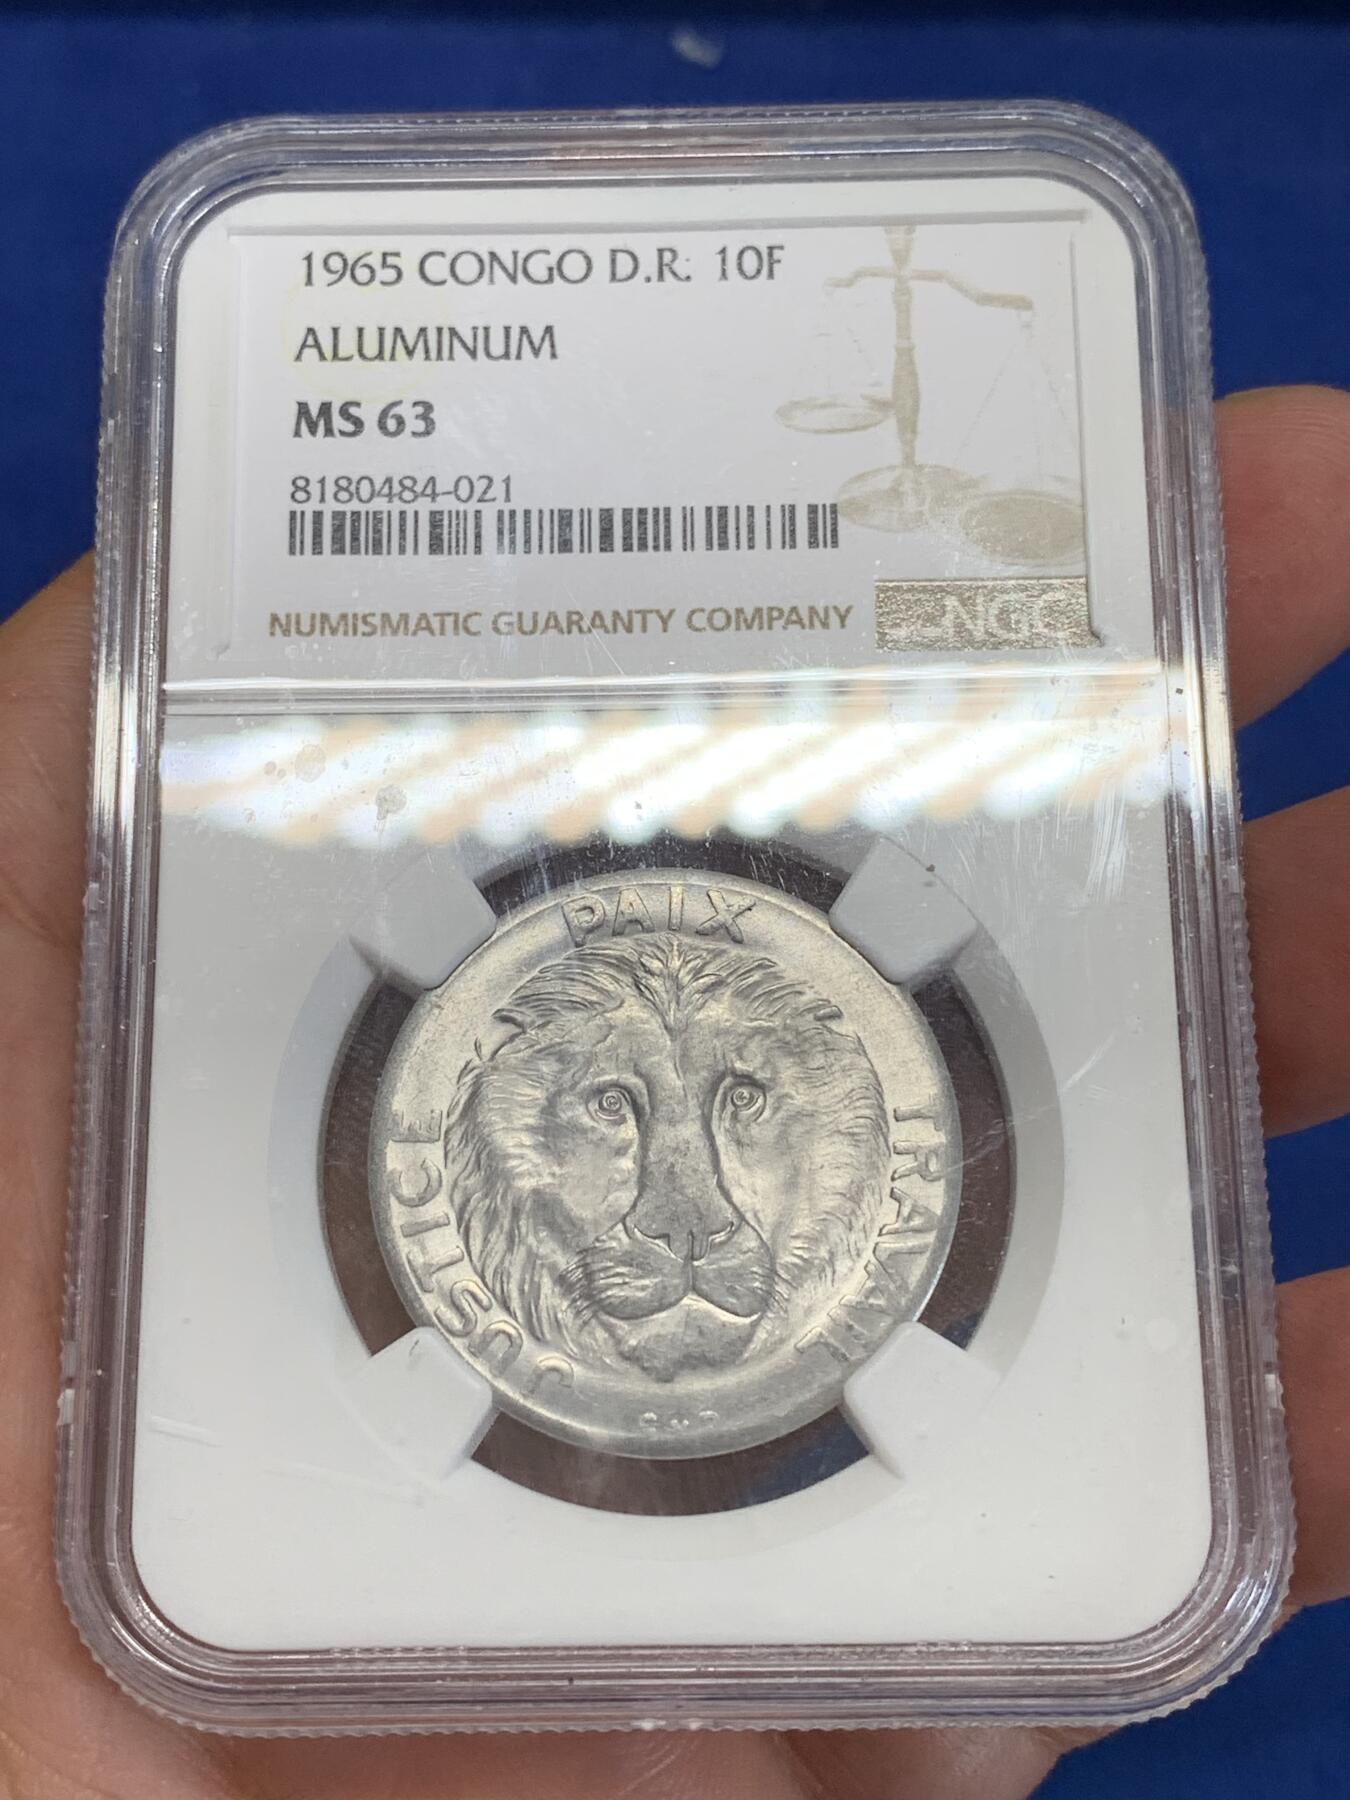 1965 CONGO D.R. 10F
ALUMINUM
MS 63
8180484-021
NUMISMATIC GUARANTY COMPANY
NGC
PAIX
JUSTICE
TRAVAIL